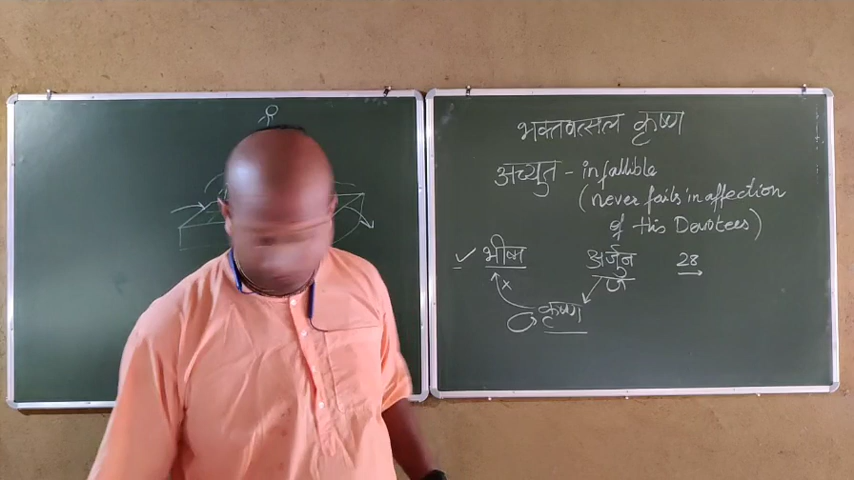 भक्तवत्सल कृष्ण
अच्युत - infallible
(never fails in affection
of His Devotees)
✓ भीष्म अर्जुन 28
x
कृष्ण